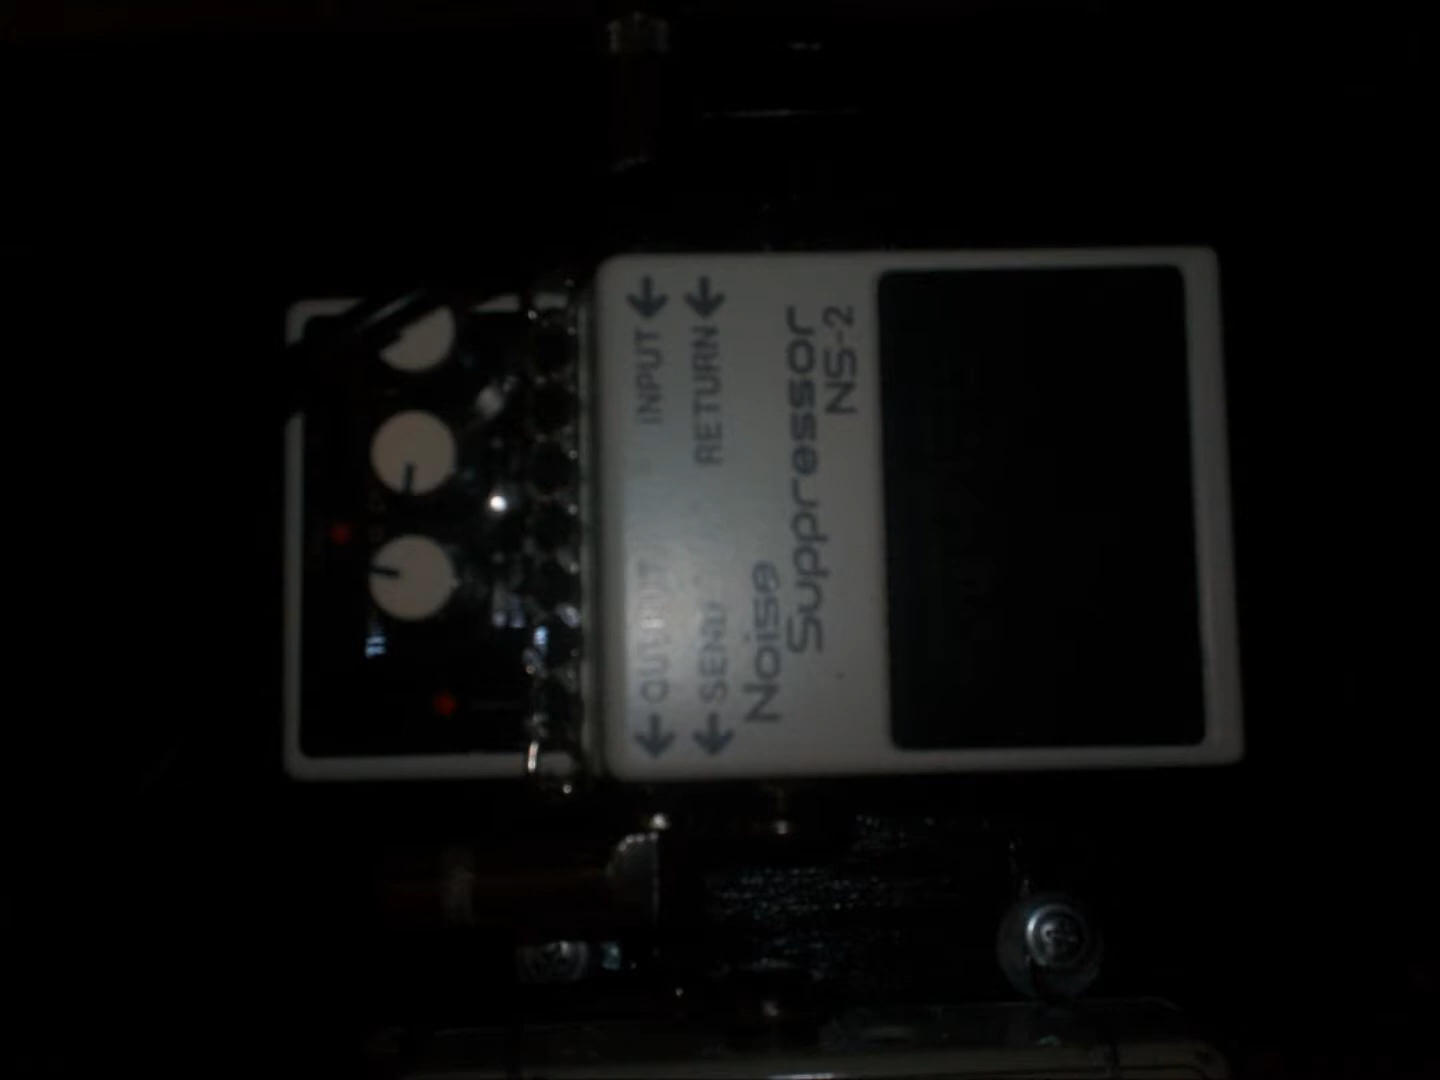 ← OUTPUT INPUT ←
← SEND RETURN ←
Noise
Suppressor
NS-2